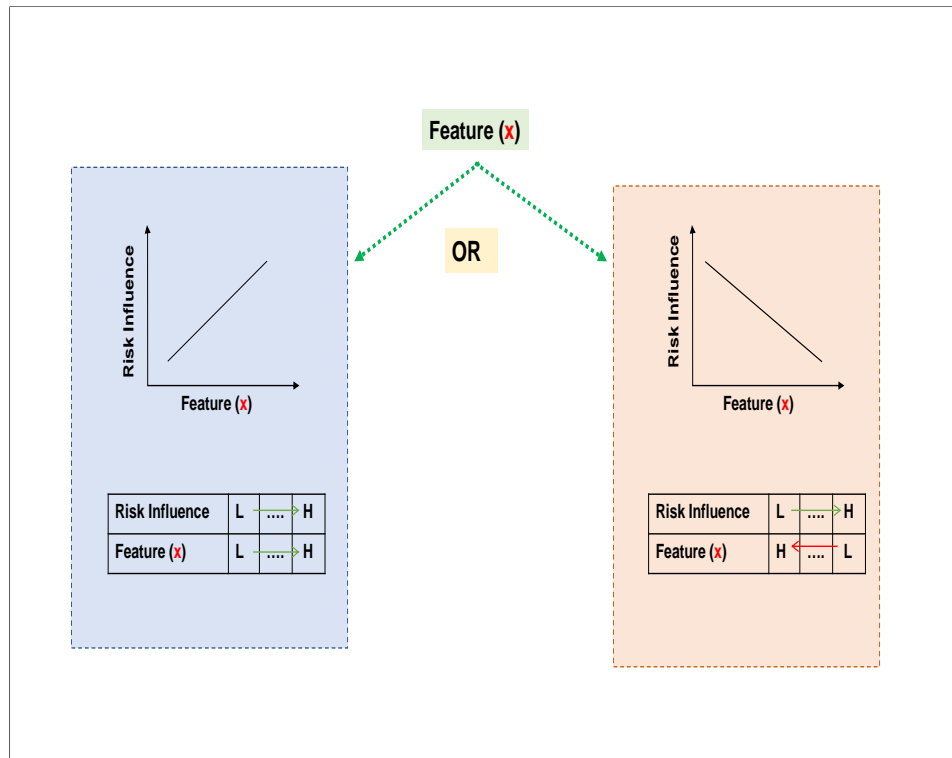 Feature (x)
OR
Risk Influence
Feature (x)
Risk Influence L .... H
Feature (x) L .... H
Risk Influence
Feature (x)
Risk Influence L .... H
Feature (x) H .... L